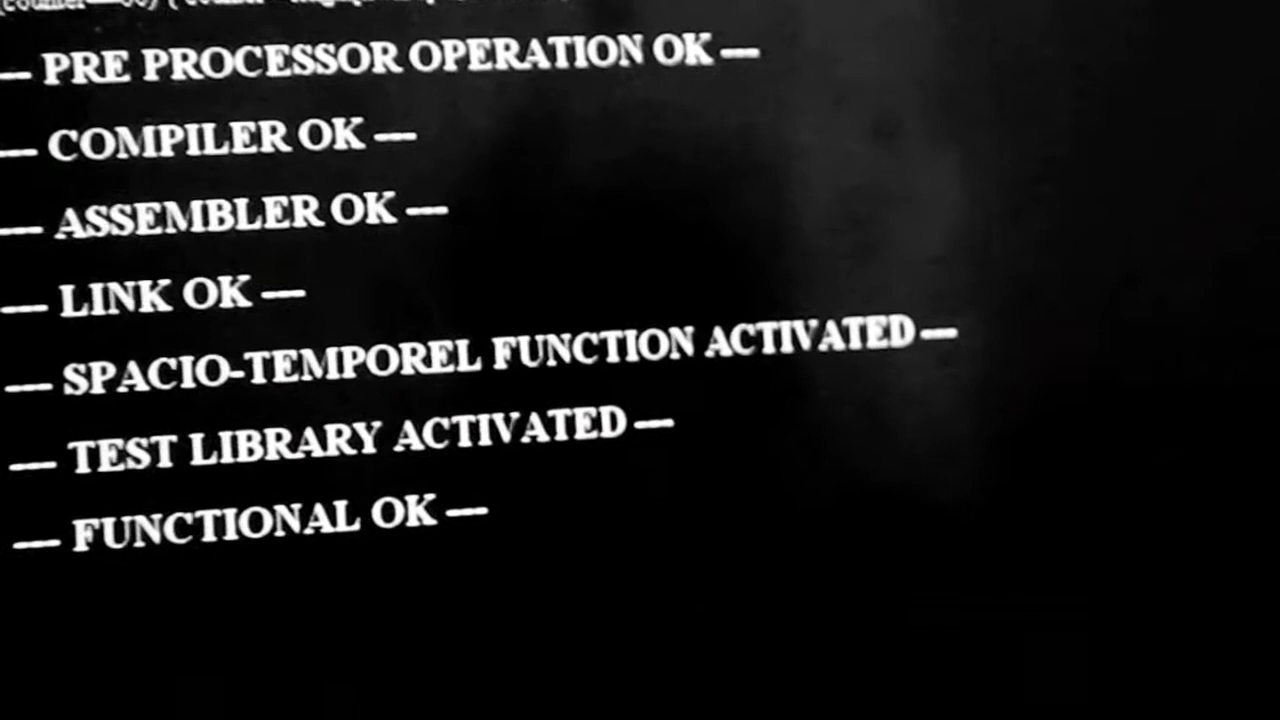 — PRE PROCESSOR OPERATION OK —
— COMPILER OK —
— ASSEMBLER OK —
— LINK OK —
— SPACIO-TEMPOREL FUNCTION ACTIVATED —
— TEST LIBRARY ACTIVATED —
— FUNCTIONAL OK —